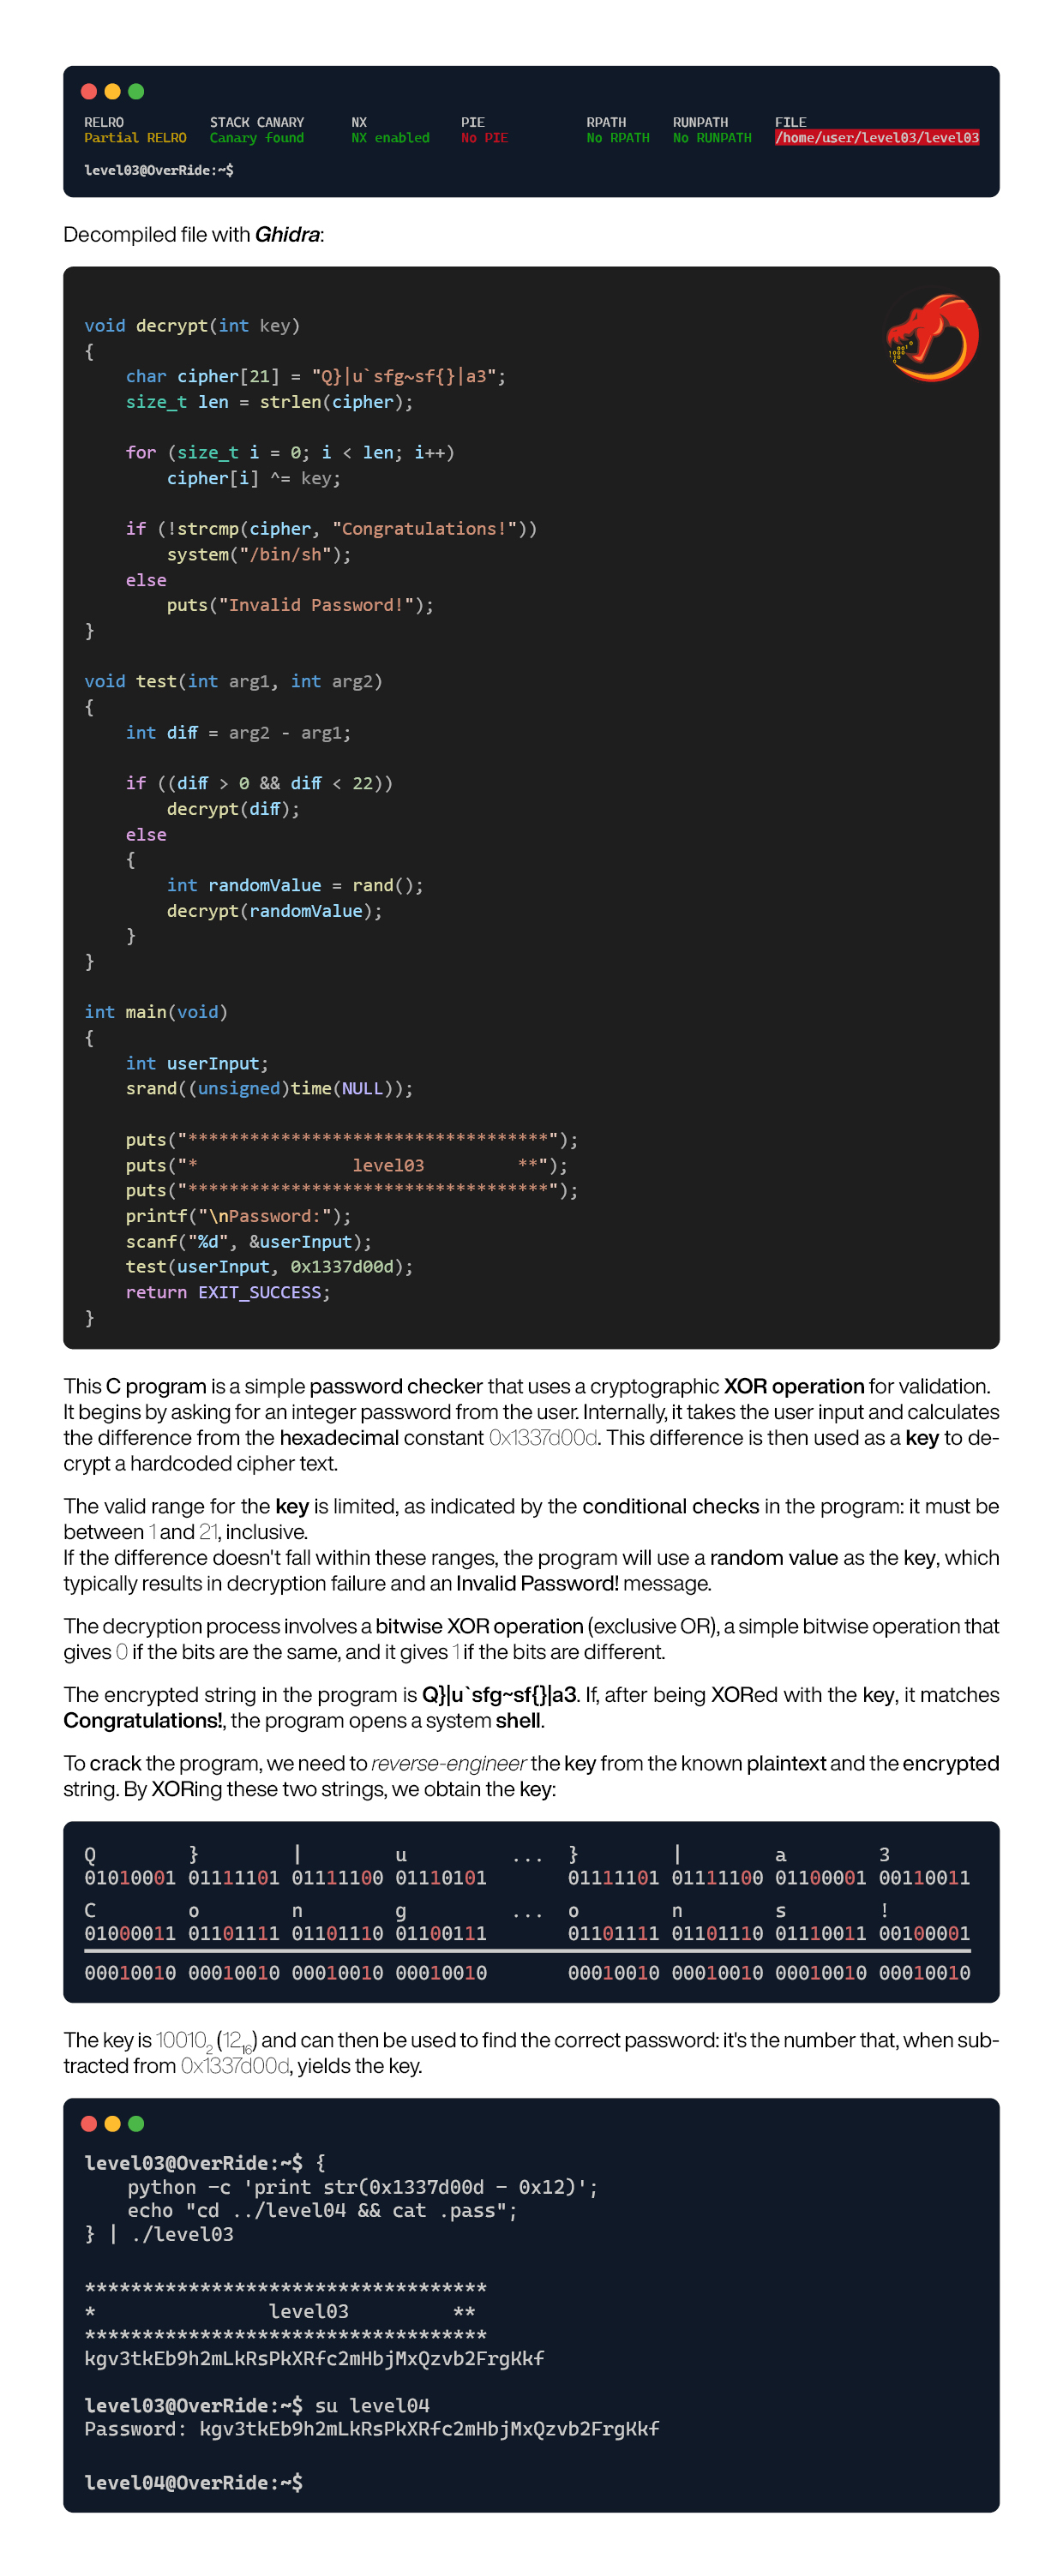 RELRO STACK CANARY NX PIE RPATH RUNPATH FILE
Partial RELRO Canary found NX enabled No PIE No RPATH No RUNPATH /home/user/level03/level03
level03@OverRide:~$
Decompiled file with Ghidra:
void decrypt(int key)
{
    char cipher[21] = "Q}|u`sfg~sf{}|a3";
    size_t len = strlen(cipher);
    for (size_t i = 0; i < len; i++)
        cipher[i] ^= key;
    if (!strcmp(cipher, "Congratulations!"))
        system("/bin/sh");
    else
        puts("Invalid Password!");
}
void test(int arg1, int arg2)
{
    int diff = arg2 - arg1;
    if ((diff > 0 && diff < 22))
        decrypt(diff);
    else
    {
        int randomValue = rand();
        decrypt(randomValue);
    }
}
int main(void)
{
    int userInput;
    srand((unsigned)time(NULL));
    puts("***********************************");
    puts("*               level03         **");
    puts("***********************************");
    printf("\nPassword:");
    scanf("%d", &userInput);
    test(userInput, 0x1337d00d);
    return EXIT_SUCCESS;
}
This C program is a simple password checker that uses a cryptographic XOR operation for validation.
It begins by asking for an integer password from the user. Internally, it takes the user input and calculates
the difference from the hexadecimal constant 0x1337d00d. This difference is then used as a key to de-
crypt a hardcoded cipher text.
The valid range for the key is limited, as indicated by the conditional checks in the program: it must be
between 1 and 21, inclusive.
If the difference doesn't fall within these ranges, the program will use a random value as the key, which
typically results in decryption failure and an Invalid Password! message.
The decryption process involves a bitwise XOR operation (exclusive OR), a simple bitwise operation that
gives 0 if the bits are the same, and it gives 1 if the bits are different.
The encrypted string in the program is Q}|u`sfg~sf{}|a3. If, after being XORed with the key, it matches
Congratulations!, the program opens a system shell.
To crack the program, we need to reverse-engineer the key from the known plaintext and the encrypted
string. By XORing these two strings, we obtain the key:
Q } | u ... } | a 3
01010001 01111101 01111100 01110101 01111101 01111100 01100001 00110011
C o n g ... o n s !
01000011 01101111 01101110 01100111 01101111 01101110 01110011 00100001
00010010 00010010 00010010 00010010 00010010 00010010 00010010 00010010
The key is 10010₂ (12₁₆) and can then be used to find the correct password: it's the number that, when sub-
tracted from 0x1337d00d, yields the key.
level03@OverRide:~$ {
    python -c 'print str(0x1337d00d - 0x12)';
    echo "cd ../level04 && cat .pass";
} | ./level03
***********************************
*               level03         **
***********************************
kgv3tkEb9h2mLkRsPkXRfc2mHbjMxQzvb2FrgKkf
level03@OverRide:~$ su level04
Password: kgv3tkEb9h2mLkRsPkXRfc2mHbjMxQzvb2FrgKkf
level04@OverRide:~$